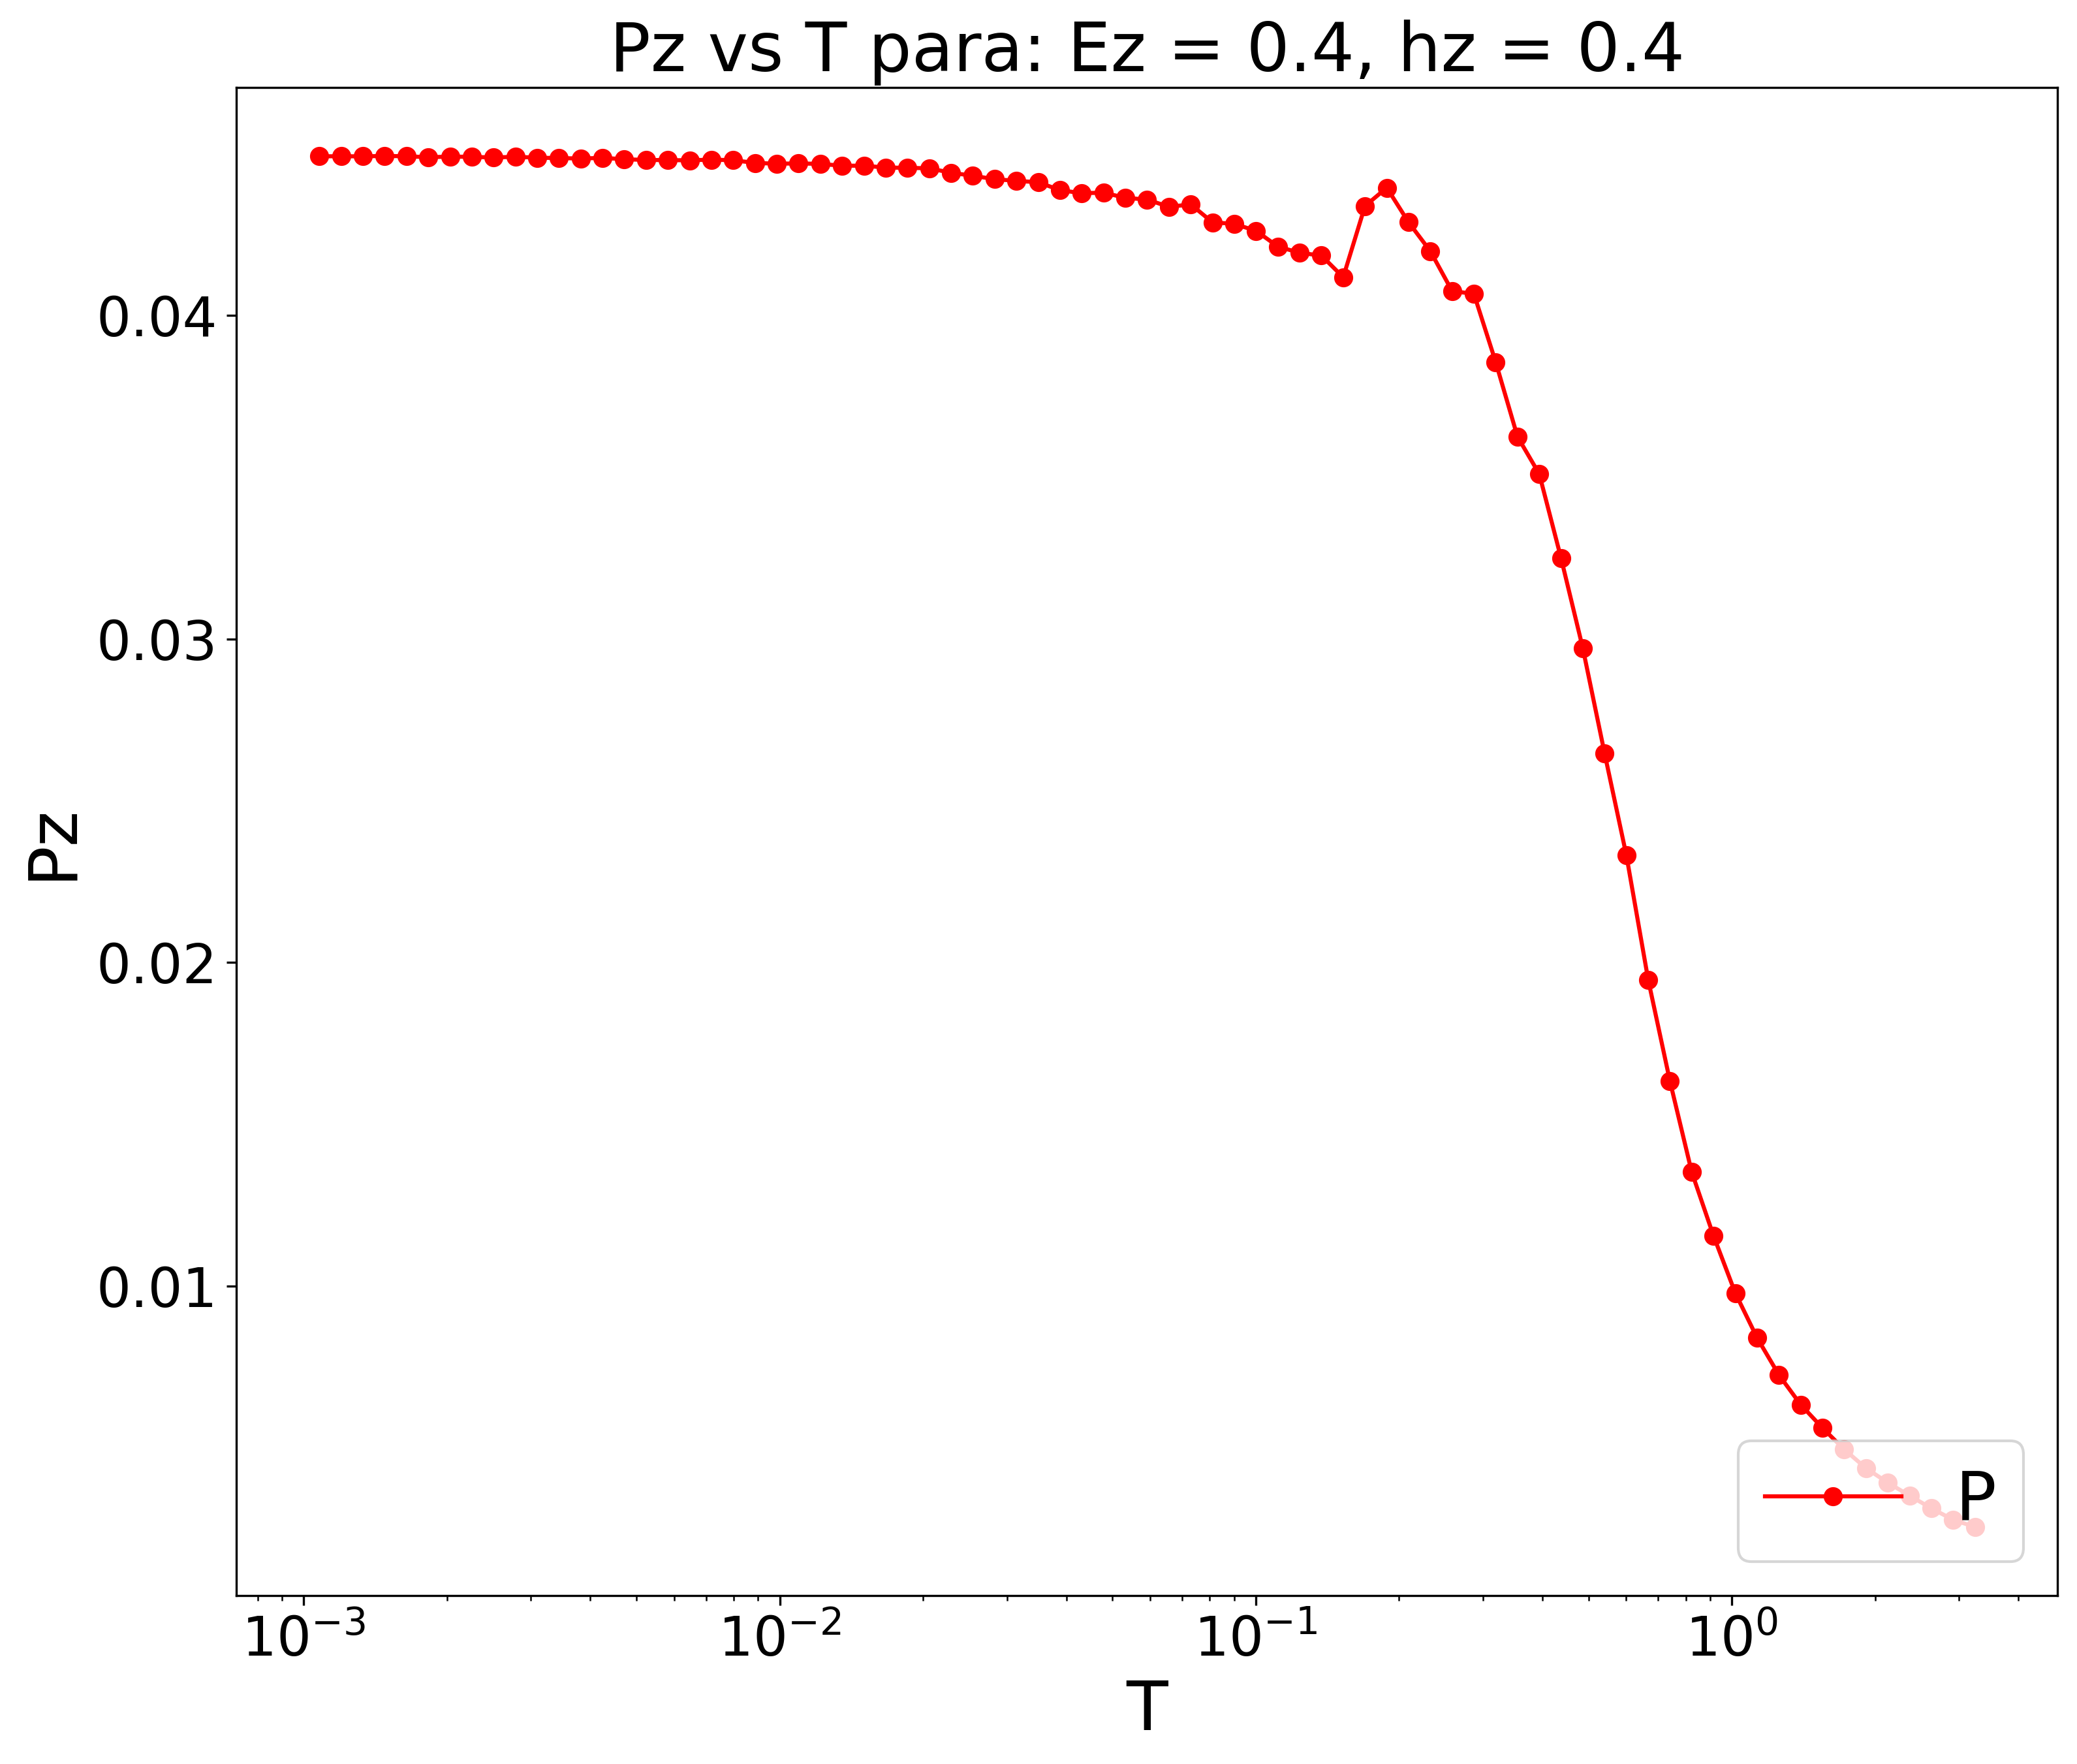 Pz vs T para: Ez = 0.4, hz = 0.4
Pz
0.04
0.03
0.02
0.01
P
10⁻³ 10⁻² 10⁻¹ 10⁰
T